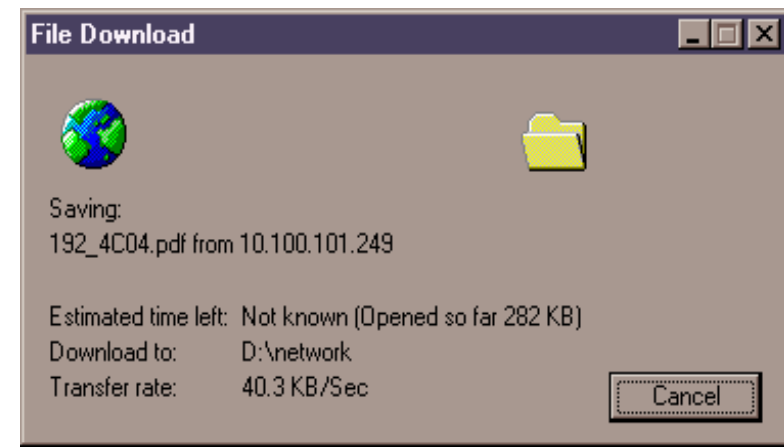 File Download
Saving:
192_4C04.pdf from 10.100.101.249
Estimated time left: Not known (Opened so far 282 KB)
Download to: D:\network
Transfer rate: 40.3 KB/Sec
Cancel